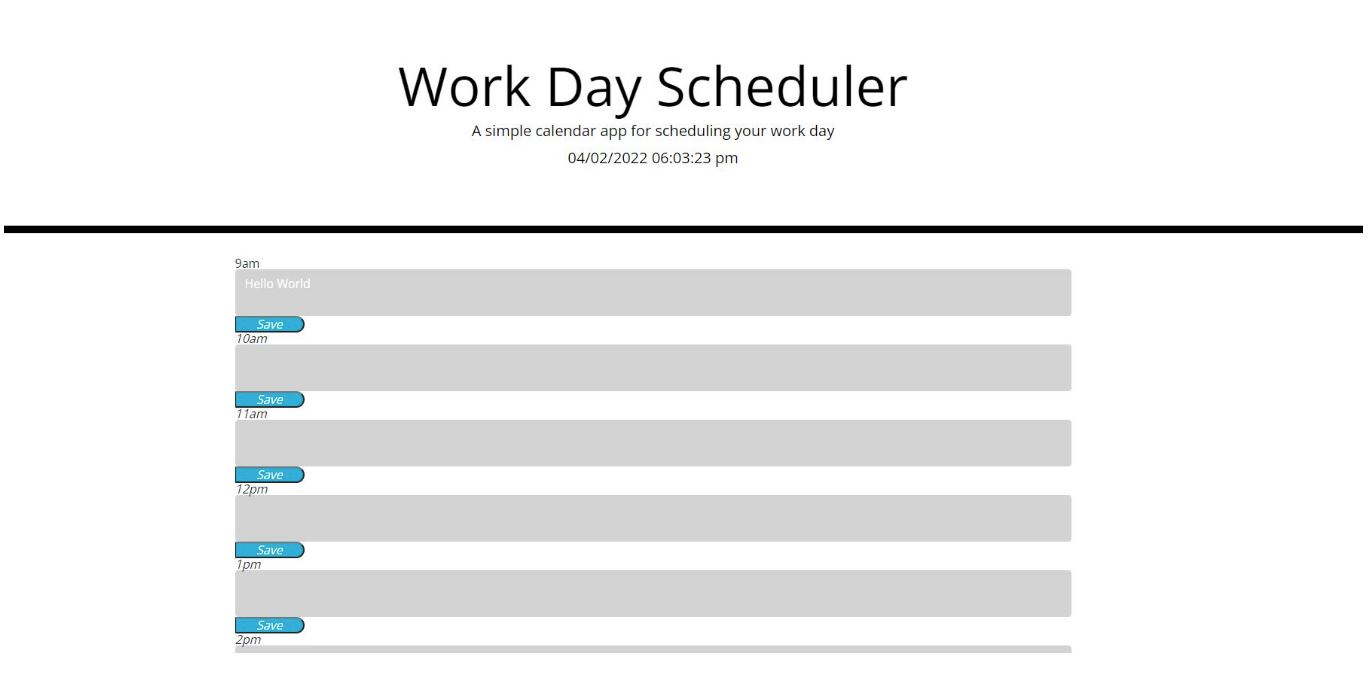 Work Day Scheduler
A simple calendar app for scheduling your work day
04/02/2022 06:03:23 pm
9am
Hello World
Save
10am
Save
11am
Save
12pm
Save
1pm
Save
2pm